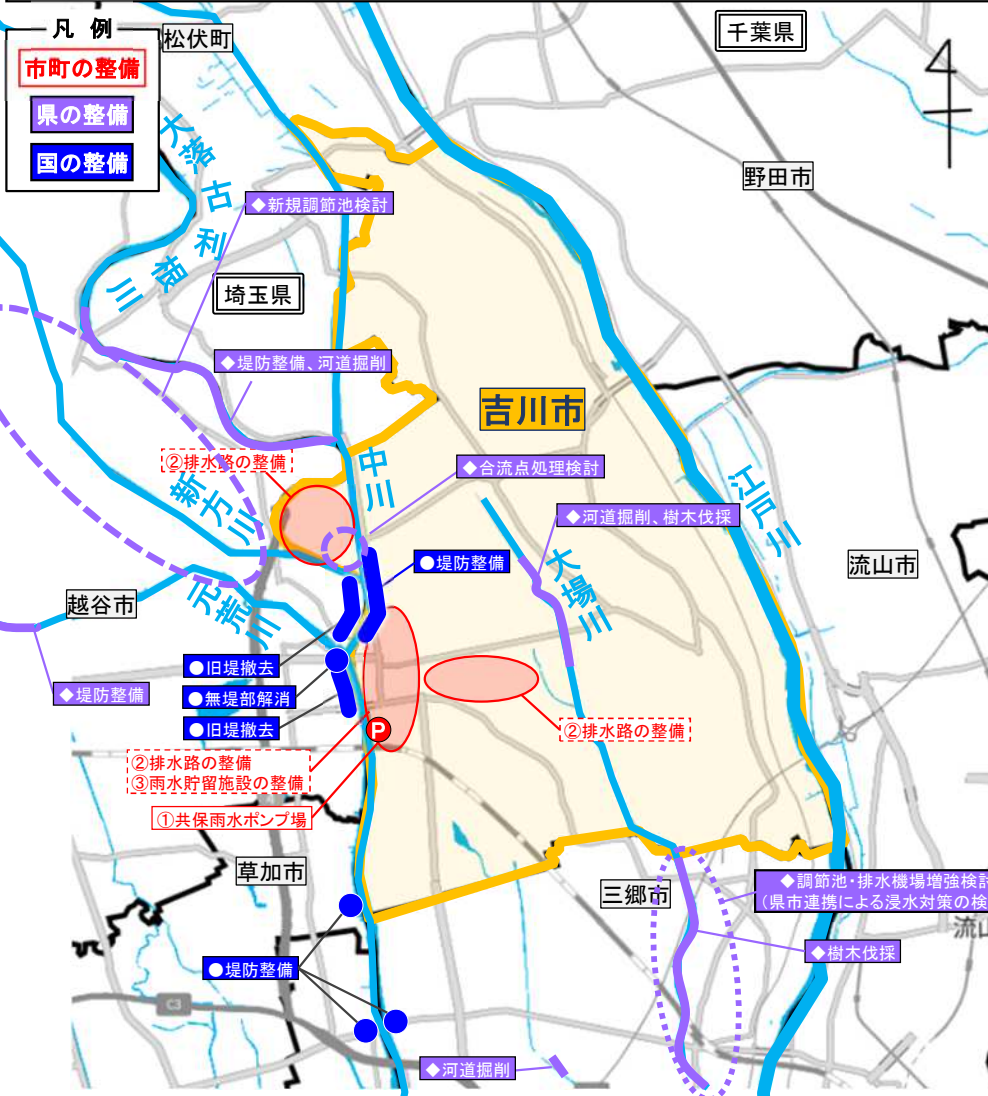 凡 例
市町の整備
県の整備
国の整備
松伏町
千葉県
野田市
大落古利
三益
◆新規調節池検討
埼玉県
◆堤防整備、河道掘削
吉川市
②排水路の整備
中川
◆合流点処理検討
新方川
◆河道掘削、樹木伐採
江戸川
●堤防整備
大場川
流山市
越谷市
元荒川
●旧堤撤去
●無堤部解消
●旧堤撤去
◆堤防整備
②排水路の整備
P
②排水路の整備
③雨水貯留施設の整備
①共保雨水ポンプ場
草加市
三郷市
◆調節池・排水機場増強検討
(県市連携による浸水対策の検
流山
◆樹木伐採
●堤防整備
◆河道掘削